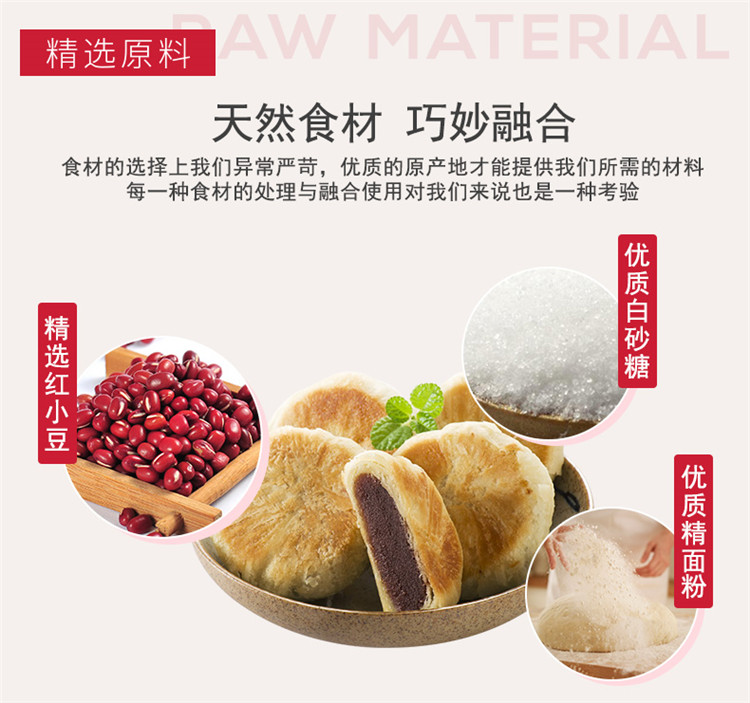 RAW MATERIAL
精选原料
天然食材 巧妙融合
食材的选择上我们异常严苛，优质的原产地才能提供我们所需的材料
每一种食材的处理与融合使用对我们来说也是一种考验
优质白砂糖
精选红小豆
优质精面粉